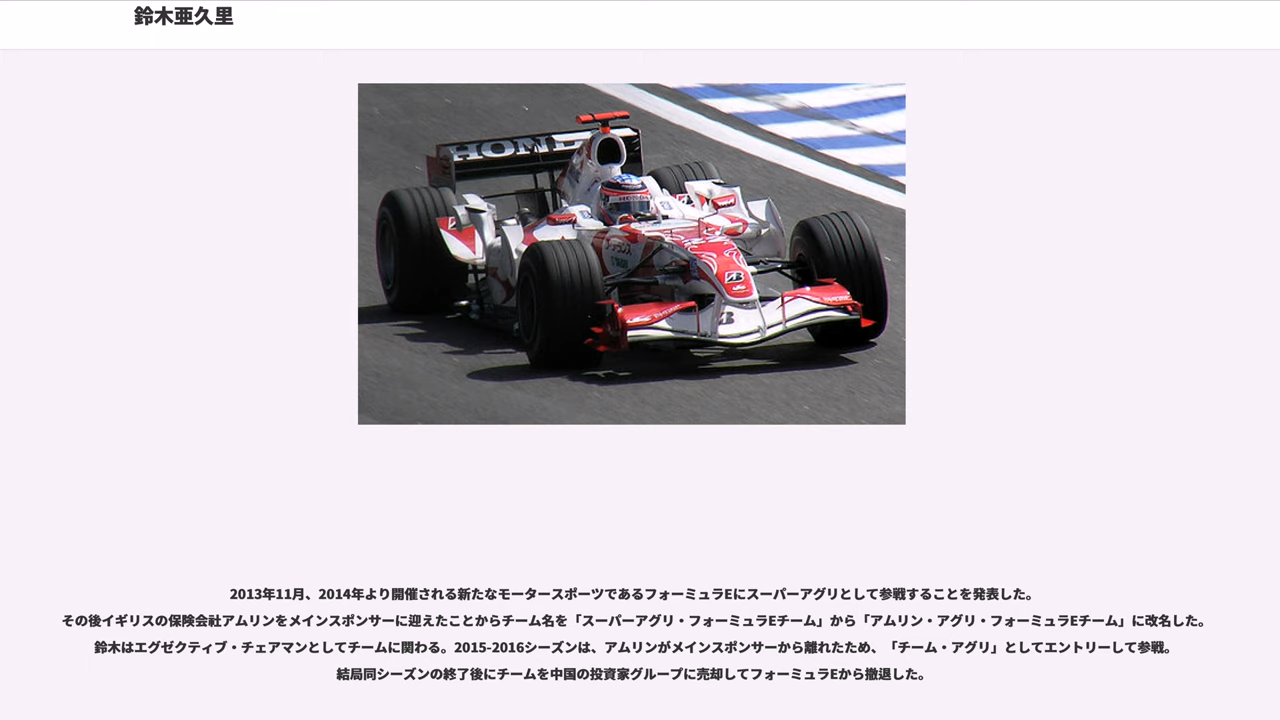 鈴木亜久里
HOND
HONDA
2013年11月、2014年より開催される新たなモータースポーツであるフォーミュラEにスーパーアグリとして参戦することを発表した。
その後イギリスの保険会社アムリンをメインスポンサーに迎えたことからチーム名を「スーパーアグリ・フォーミュラEチーム」から「アムリン・アグリ・フォーミュラEチーム」に改名した。
鈴木はエグゼクティブ・チェアマンとしてチームに関わる。2015-2016シーズンは、アムリンがメインスポンサーから離れたため、「チーム・アグリ」としてエントリーして参戦。
結局同シーズンの終了後にチームを中国の投資家グループに売却してフォーミュラEから撤退した。